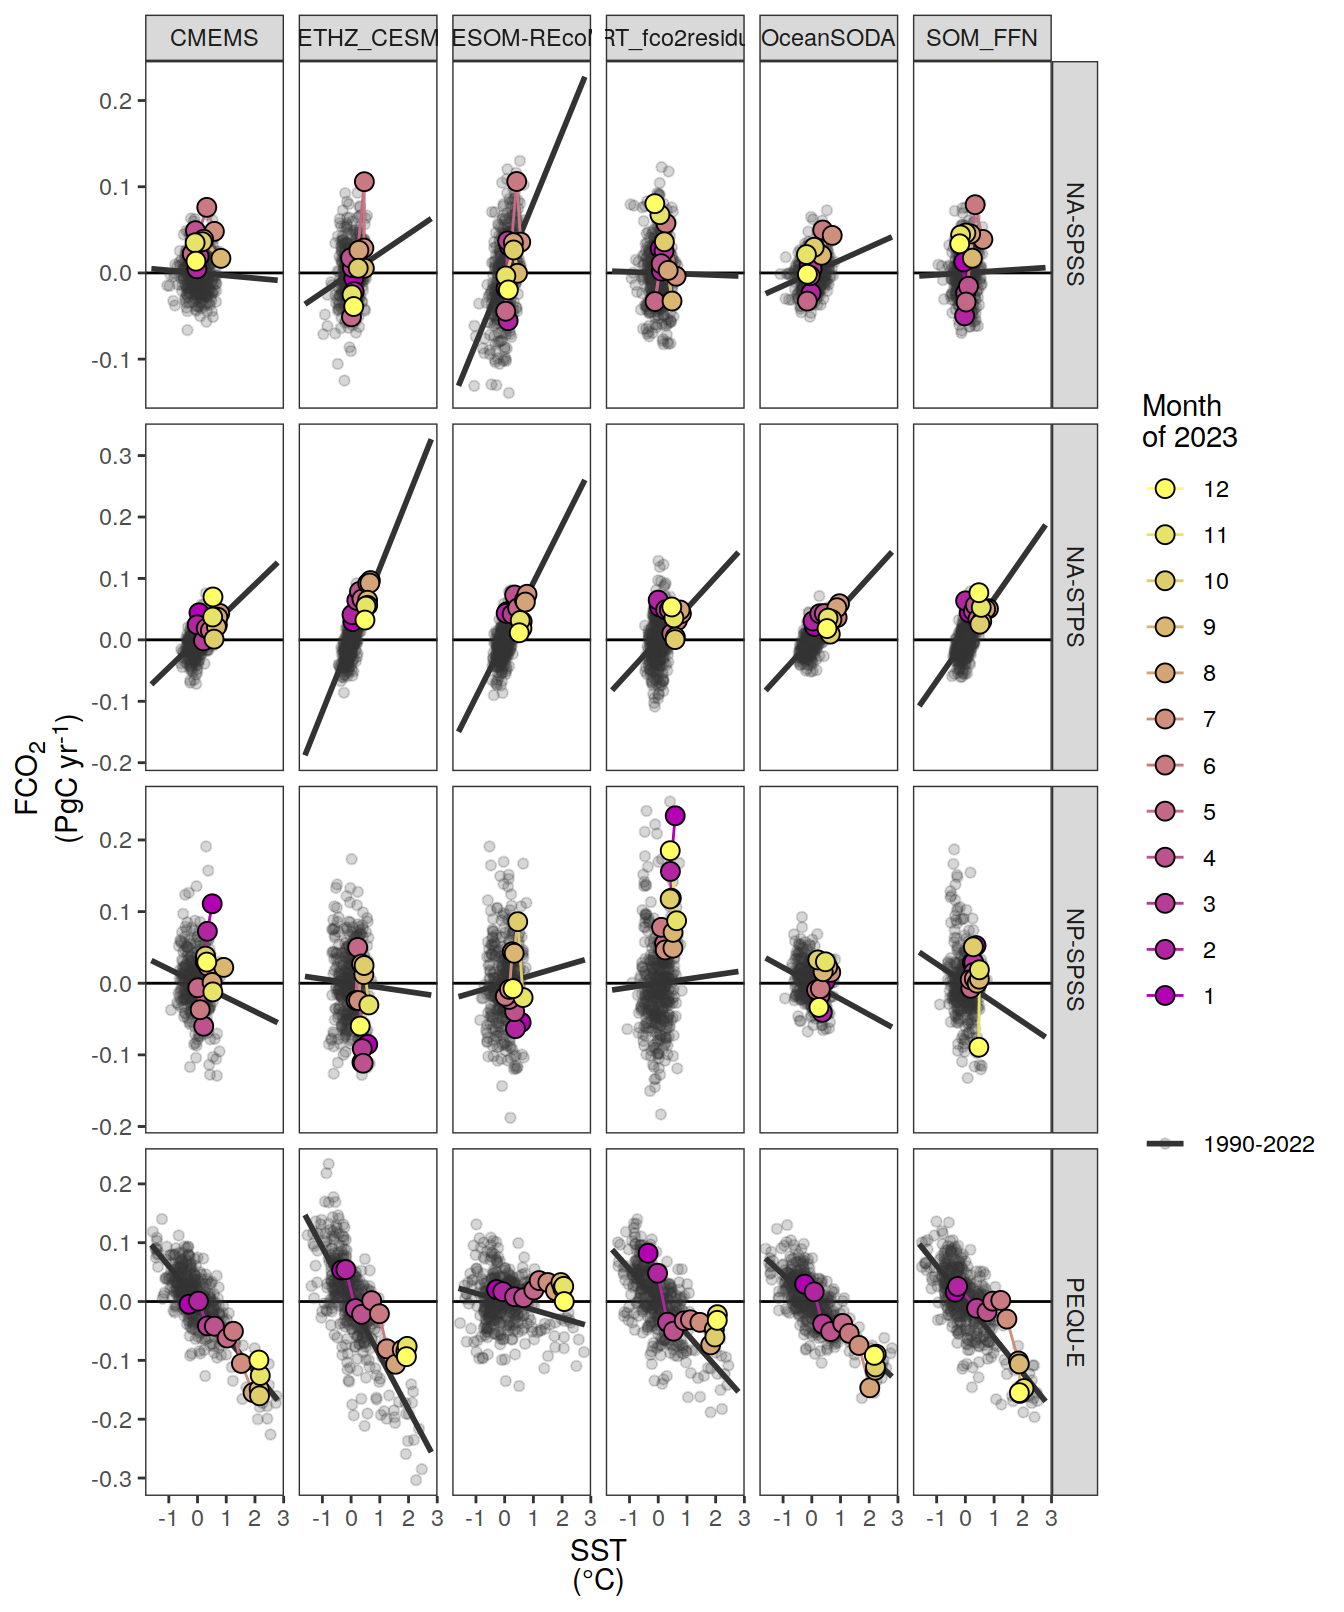 CMEMS ETHZ_CESM ESOM-REcoM RT_fco2residu OceanSODA SOM_FFN
0.2
0.1
0.0
-0.1
NA-SPSS
0.3
0.2
0.1
0.0
-0.1
-0.2
NA-STPS
0.2
0.1
0.0
-0.1
-0.2
NP-SPSS
0.2
0.1
0.0
-0.1
-0.2
-0.3
PEQU-E
-1 0 1 2 3 -1 0 1 2 3 -1 0 1 2 3 -1 0 1 2 3 -1 0 1 2 3 -1 0 1 2 3
SST
(°C)
FCO₂
(PgC yr⁻¹)
Month
of 2023
12
11
10
9
8
7
6
5
4
3
2
1
1990-2022